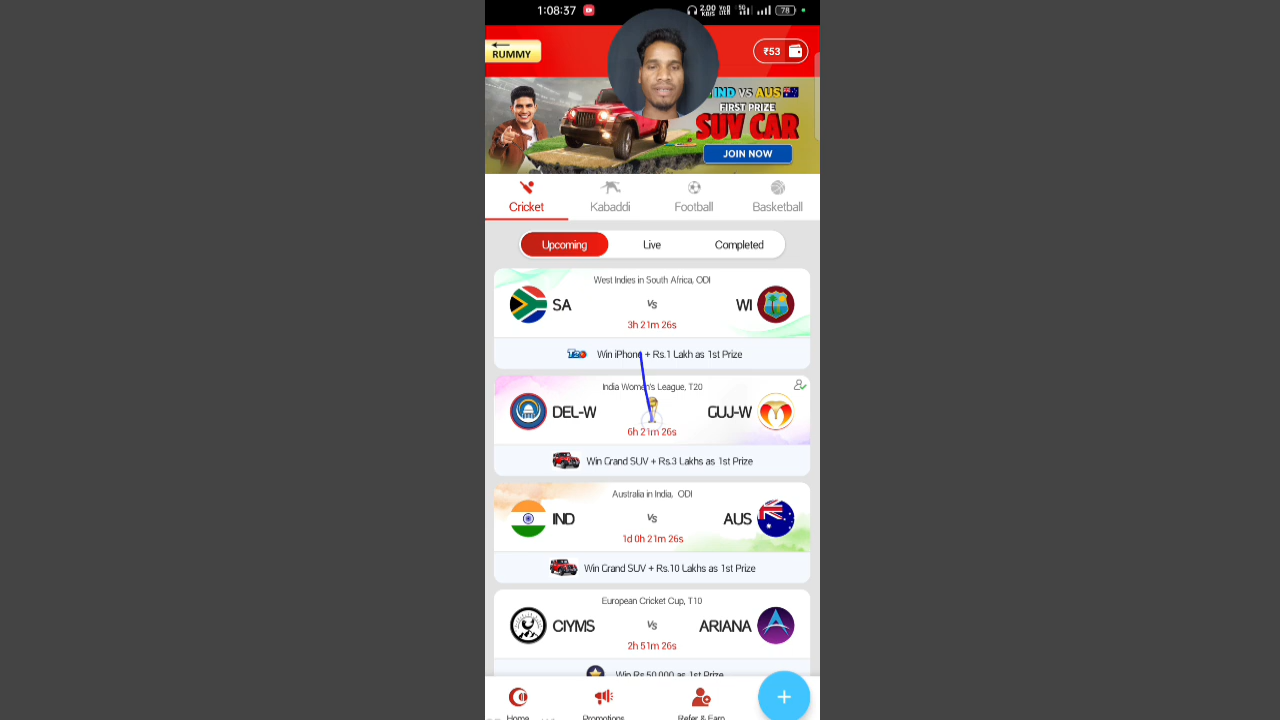 1:08:37
2.00 KB/S
5G
78
RUMMY
₹53
IND VS AUS
FIRST PRIZE
SUV CAR
JOIN NOW
Cricket Kabaddi Football Basketball
Upcoming Live Completed
West Indies in South Africa, ODI
SA Vs WI
3h 21m 26s
T20 Win iPhone + Rs.1 Lakh as 1st Prize
India Women's League, T20
DEL-W GUJ-W
6h 21m 26s
Win Grand SUV + Rs.3 Lakhs as 1st Prize
Australia in India, ODI
IND Vs AUS
1d 0h 21m 26s
Win Grand SUV + Rs.10 Lakhs as 1st Prize
European Cricket Cup, T10
CIYMS Vs ARIANA
2h 51m 26s
Win Rs.50,000 as 1st Prize
Home Promotions Refer & Earn